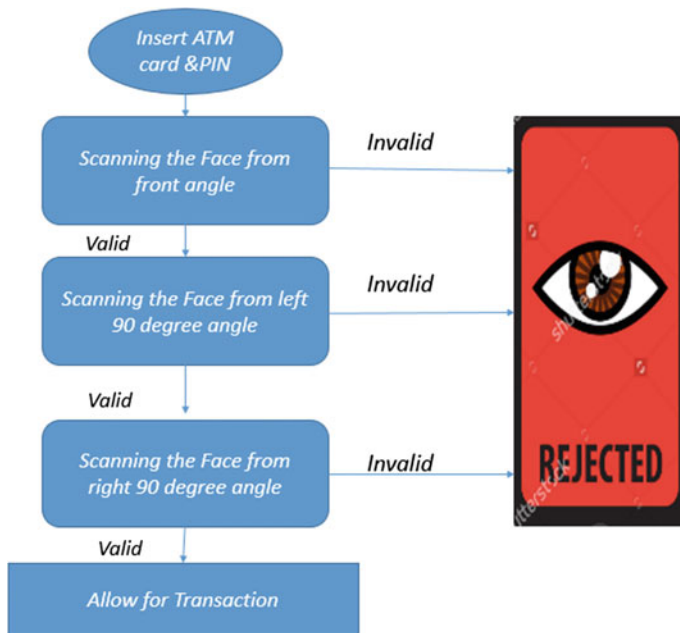 Insert ATM
card &PIN
Scanning the Face from
front angle
Invalid
Valid
Scanning the Face from left
90 degree angle
Invalid
Valid
Scanning the Face from
right 90 degree angle
Invalid
REJECTED
Valid
Allow for Transaction